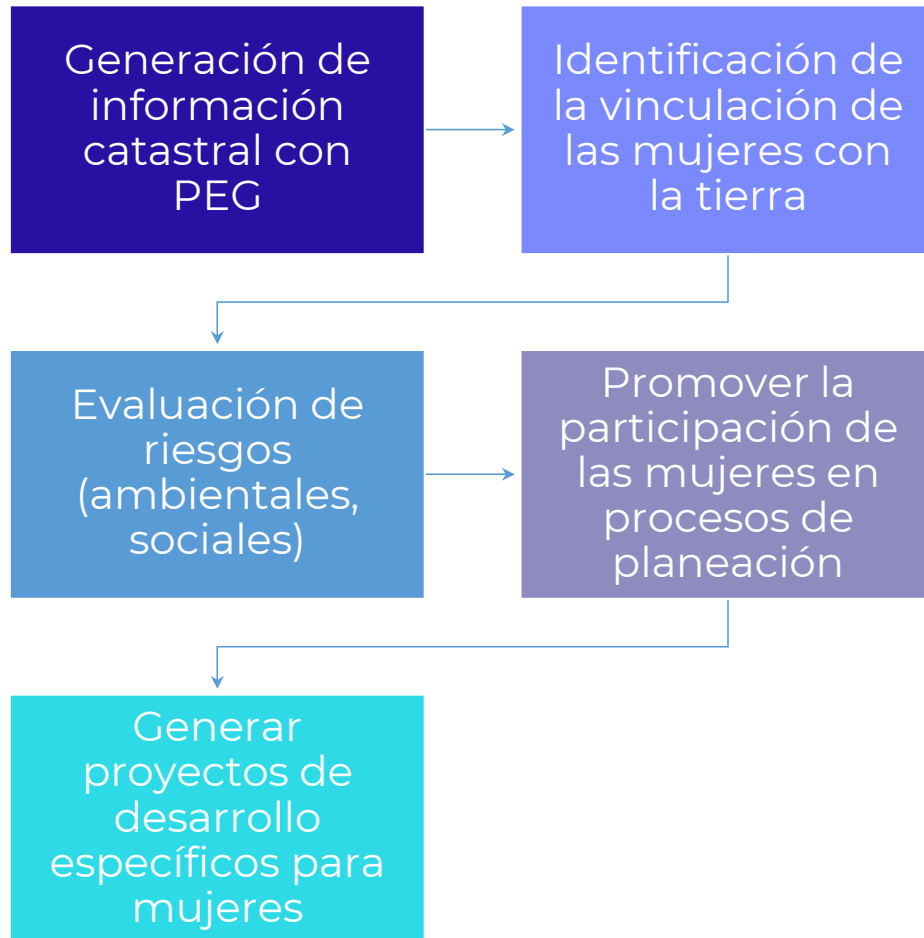 Generación de
información
catastral con
PEG
Identificación de
la vinculación de
las mujeres con
la tierra
Evaluación de
riesgos
(ambientales,
sociales)
Promover la
participación de
las mujeres en
procesos de
planeación
Generar
proyectos de
desarrollo
específicos para
mujeres